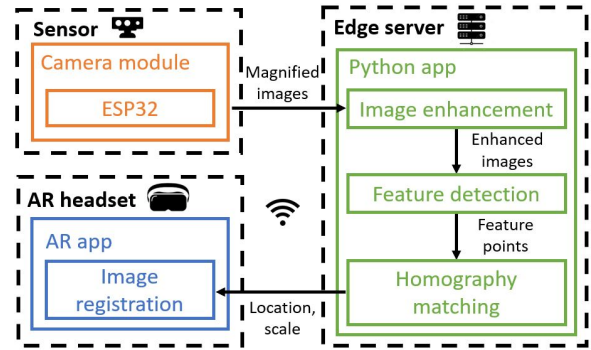 Sensor
Camera module
ESP32
Magnified
images
Edge server
Python app
Image enhancement
Enhanced
images
Feature detection
Feature
points
Homography
matching
Location,
scale
AR headset
AR app
Image
registration